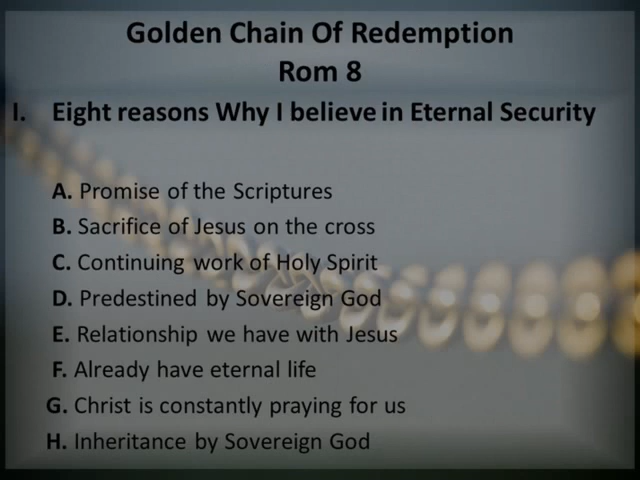 Golden Chain Of Redemption
Rom 8
I. Eight reasons Why I believe in Eternal Security
A. Promise of the Scriptures
B. Sacrifice of Jesus on the cross
C. Continuing work of Holy Spirit
D. Predestined by Sovereign God
E. Relationship we have with Jesus
F. Already have eternal life
G. Christ is constantly praying for us
H. Inheritance by Sovereign God